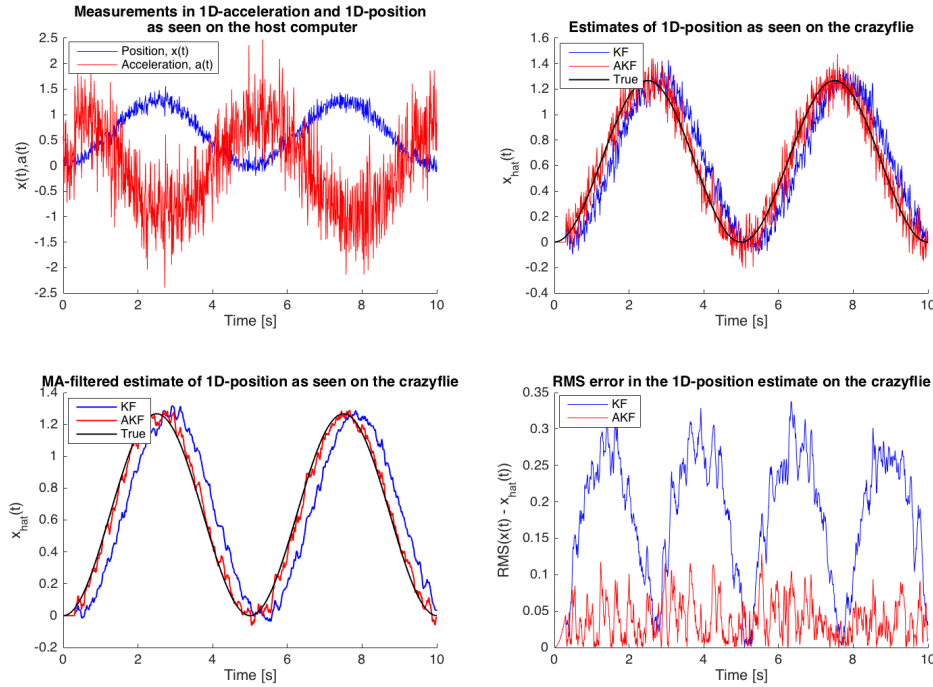 Measurements in 1D-acceleration and 1D-position
as seen on the host computer
2.5
2
1.5
1
0.5
0
-0.5
-1
-1.5
-2
-2.5
x(t),a(t)
Position, x(t)
Acceleration, a(t)
0 2 4 6 8 10
Time [s]
Estimates of 1D-position as seen on the crazyflie
1.6
1.4
1.2
0.8
0.6
0.4
0
-0.2
-0.4
x_hat(t)
KF
AKF
True
0 2 4 6 8 10
Time [s]
MA-filtered estimate of 1D-position as seen on the crazyflie
1.4
1.2
1
0.8
0.6
0.4
0.2
0
-0.2
x_hat(t)
KF
AKF
True
0 2 4 6 8 10
Time [s]
RMS error in the 1D-position estimate on the crazyflie
0.35
0.3
0.25
0.2
0.15
0.1
0.05
0
RMS(x(t) - x_hat(t))
KF
AKF
0 2 4 6 8 10
Time [s]